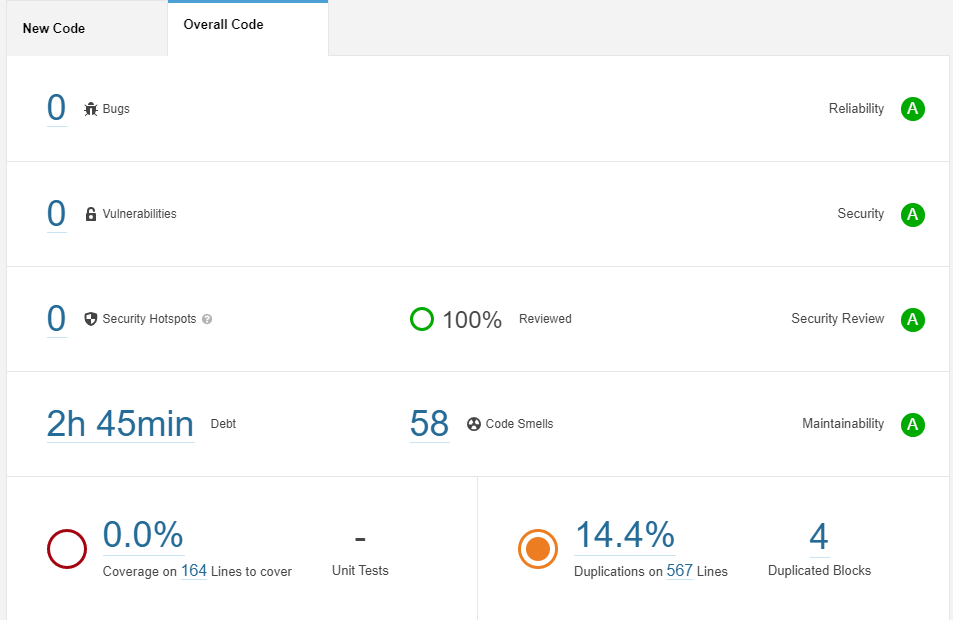 New Code
Overall Code
0 Bugs
Reliability A
0 Vulnerabilities
Security A
0 Security Hotspots ?
100% Reviewed
Security Review A
2h 45min Debt
58 Code Smells
Maintainability A
0.0%
Coverage on 164 Lines to cover
-
Unit Tests
14.4%
Duplications on 567 Lines
4
Duplicated Blocks